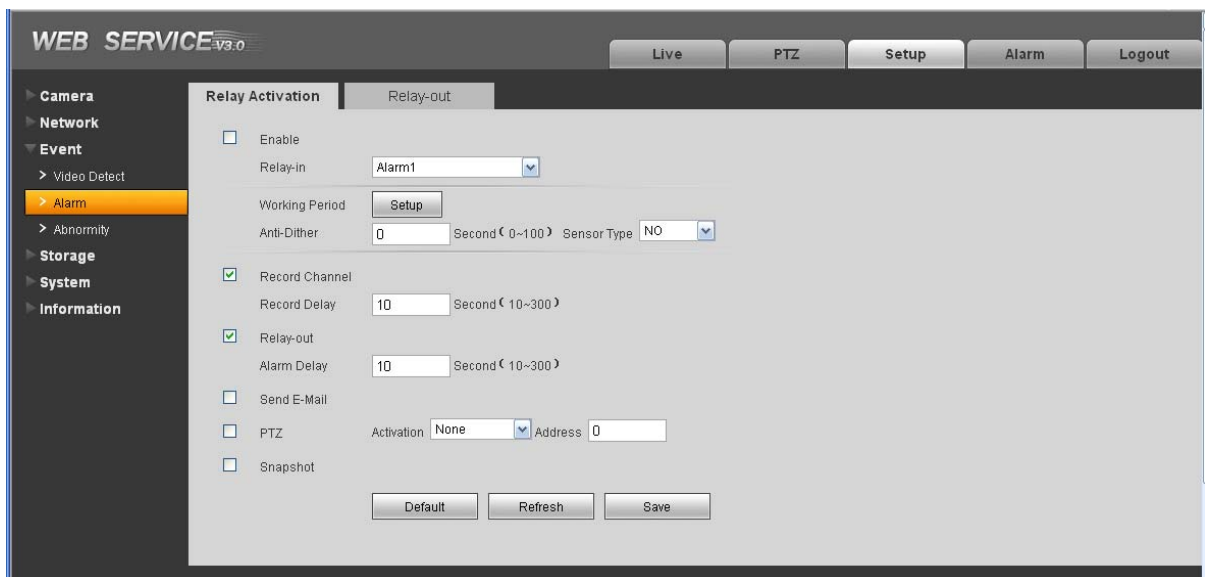 WEB SERVICE V3.0
Live PTZ Setup Alarm Logout
Camera
Network
Event
> Video Detect
> Alarm
> Abnormity
Storage
System
Information
Relay Activation Relay-out
Enable
Relay-in Alarm1
Working Period Setup
Anti-Dither 0 Second(0~100) Sensor Type NO
Record Channel
Record Delay 10 Second(10~300)
Relay-out
Alarm Delay 10 Second(10~300)
Send E-Mail
PTZ Activation None Address 0
Snapshot
Default Refresh Save